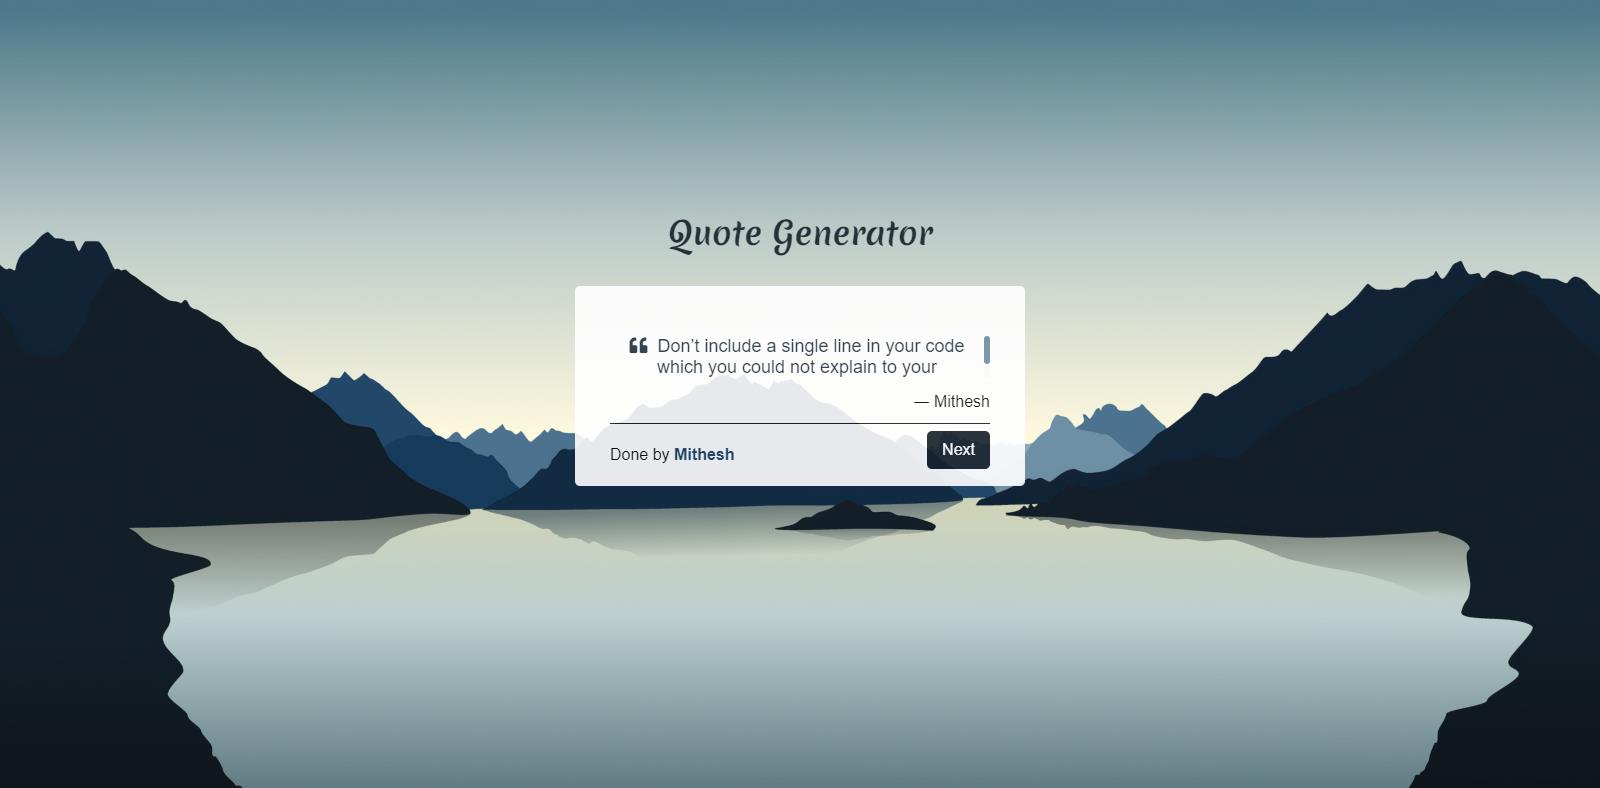 Quote Generator
“ Don’t include a single line in your code
which you could not explain to your
— Mithesh
Done by Mithesh
Next